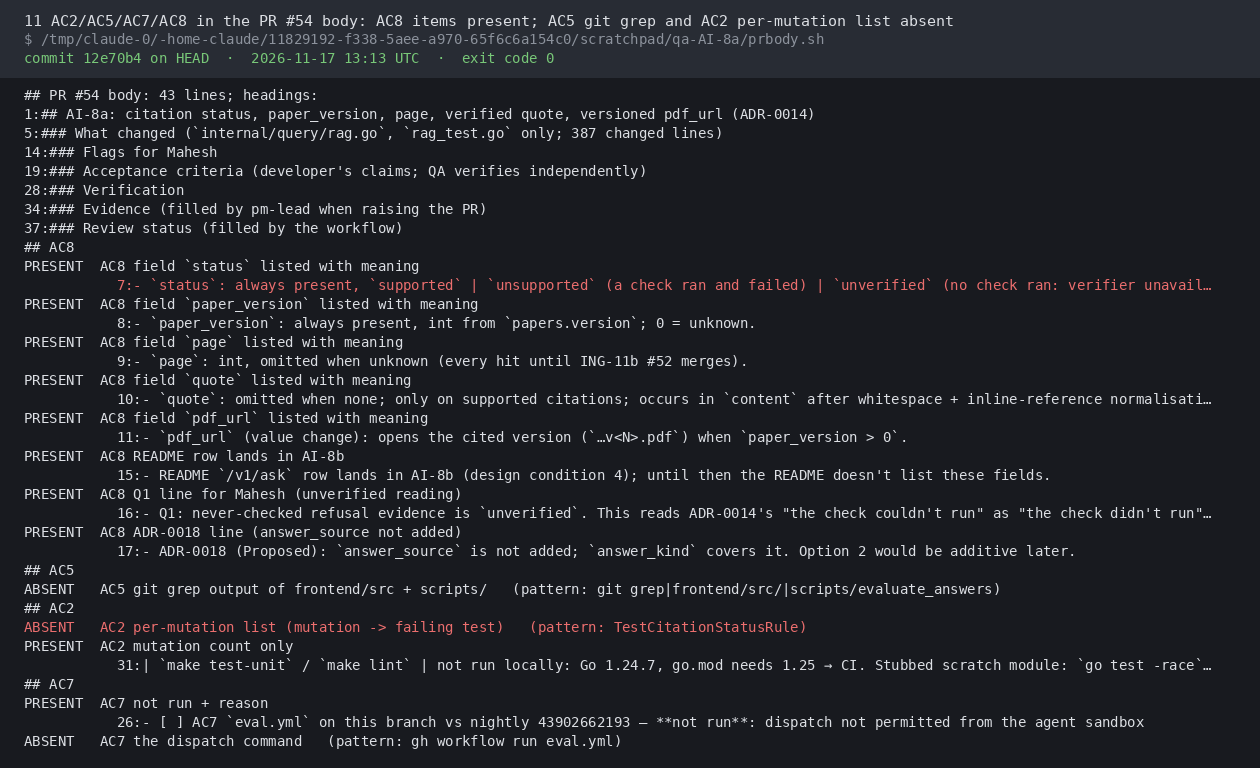 11 AC2/AC5/AC7/AC8 in the PR #54 body: AC8 items present; AC5 git grep and AC2 per-mutation list absent
$ /tmp/claude-0/-home-claude/11829192-f338-5aee-a970-65f6c6a154c0/scratchpad/qa-AI-8a/prbody.sh
commit 12e70b4 on HEAD  ·  2026-11-17 13:13 UTC  ·  exit code 0
## PR #54 body: 43 lines; headings:
1:## AI-8a: citation status, paper_version, page, verified quote, versioned pdf_url (ADR-0014)
5:### What changed (`internal/query/rag.go`, `rag_test.go` only; 387 changed lines)
14:### Flags for Mahesh
19:### Acceptance criteria (developer's claims; QA verifies independently)
28:### Verification
34:### Evidence (filled by pm-lead when raising the PR)
37:### Review status (filled by the workflow)
## AC8
PRESENT  AC8 field `status` listed with meaning
7:- `status`: always present, `supported` | `unsupported` (a check ran and failed) | `unverified` (no check ran: verifier unavail…
PRESENT  AC8 field `paper_version` listed with meaning
8:- `paper_version`: always present, int from `papers.version`; 0 = unknown.
PRESENT  AC8 field `page` listed with meaning
9:- `page`: int, omitted when unknown (every hit until ING-11b #52 merges).
PRESENT  AC8 field `quote` listed with meaning
10:- `quote`: omitted when none; only on supported citations; occurs in `content` after whitespace + inline-reference normalisati…
PRESENT  AC8 field `pdf_url` listed with meaning
11:- `pdf_url` (value change): opens the cited version (`…v<N>.pdf`) when `paper_version > 0`.
PRESENT  AC8 README row lands in AI-8b
15:- README `/v1/ask` row lands in AI-8b (design condition 4); until then the README doesn't list these fields.
PRESENT  AC8 Q1 line for Mahesh (unverified reading)
16:- Q1: never-checked refusal evidence is `unverified`. This reads ADR-0014's "the check couldn't run" as "the check didn't run"…
PRESENT  AC8 ADR-0018 line (answer_source not added)
17:- ADR-0018 (Proposed): `answer_source` is not added; `answer_kind` covers it. Option 2 would be additive later.
## AC5
ABSENT   AC5 git grep output of frontend/src + scripts/   (pattern: git grep|frontend/src/|scripts/evaluate_answers)
## AC2
ABSENT   AC2 per-mutation list (mutation -> failing test)   (pattern: TestCitationStatusRule)
PRESENT  AC2 mutation count only
31:| `make test-unit` / `make lint` | not run locally: Go 1.24.7, go.mod needs 1.25 → CI. Stubbed scratch module: `go test -race`…
## AC7
PRESENT  AC7 not run + reason
26:- [ ] AC7 `eval.yml` on this branch vs nightly 43902662193 — **not run**: dispatch not permitted from the agent sandbox
ABSENT   AC7 the dispatch command   (pattern: gh workflow run eval.yml)